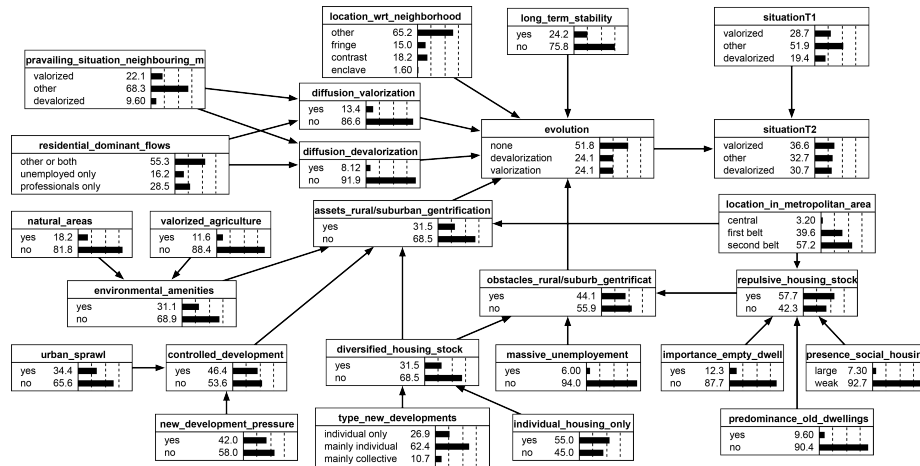 location_wrt_neighborhood
other 65.2
fringe 15.0
contrast 18.2
enclave 1.60
long_term_stability
yes 24.2
no 75.8
situationT1
valorized 28.7
other 51.9
devalorized 19.4
pravailing_situation_neighbouring_m
valorized 22.1
other 68.3
devalorized 9.60
diffusion_valorization
yes 13.4
no 86.6
evolution
none 51.8
devalorization 24.1
valorization 24.1
situationT2
valorized 36.6
other 32.7
devalorized 30.7
residential_dominant_flows
other or both 55.3
unemployed only 16.2
professionals only 28.5
diffusion_devalorization
yes 8.12
no 91.9
assets_rural/suburban_gentrification
yes 31.5
no 68.5
location_in_metropolitan_area
central 3.20
first belt 39.6
second belt 57.2
natural_areas
yes 18.2
no 81.8
valorized_agriculture
yes 11.6
no 88.4
environmental_amenities
yes 31.1
no 68.9
obstacles_rural/suburb_gentrificat
yes 44.1
no 55.9
repulsive_housing_stock
yes 57.7
no 42.3
urban_sprawl
yes 34.4
no 65.6
controlled_development
yes 46.4
no 53.6
diversified_housing_stock
yes 31.5
no 68.5
massive_unemployement
yes 6.00
no 94.0
importance_empty_dwell
yes 12.3
no 87.7
presence_social_housin
large 7.30
weak 92.7
new_development_pressure
yes 42.0
no 58.0
type_new_developments
individual only 26.9
mainly individual 62.4
mainly collective 10.7
individual_housing_only
yes 55.0
no 45.0
predominance_old_dwellings
yes 9.60
no 90.4